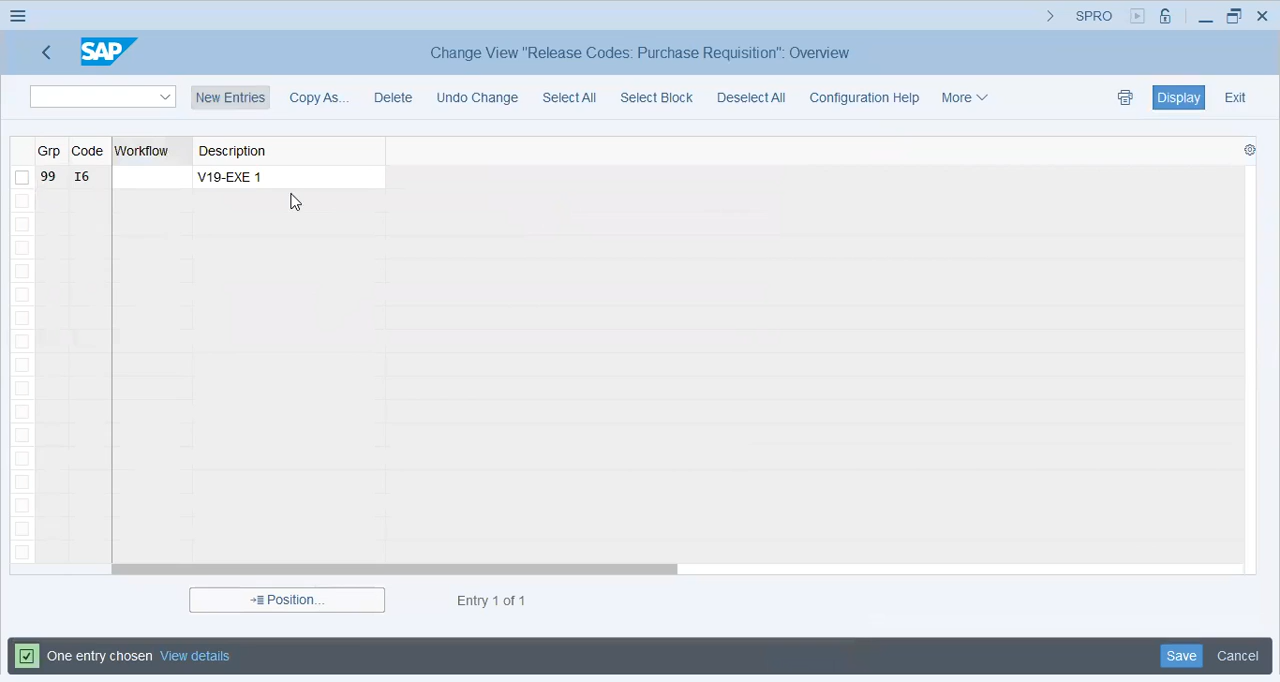 SPRO
SAP
Change View "Release Codes: Purchase Requisition": Overview
New Entries Copy As... Delete Undo Change Select All Select Block Deselect All Configuration Help More Display Exit
Grp Code Workflow Description
99 I6 V19-EXE 1
Position... Entry 1 of 1
One entry chosen View details Save Cancel